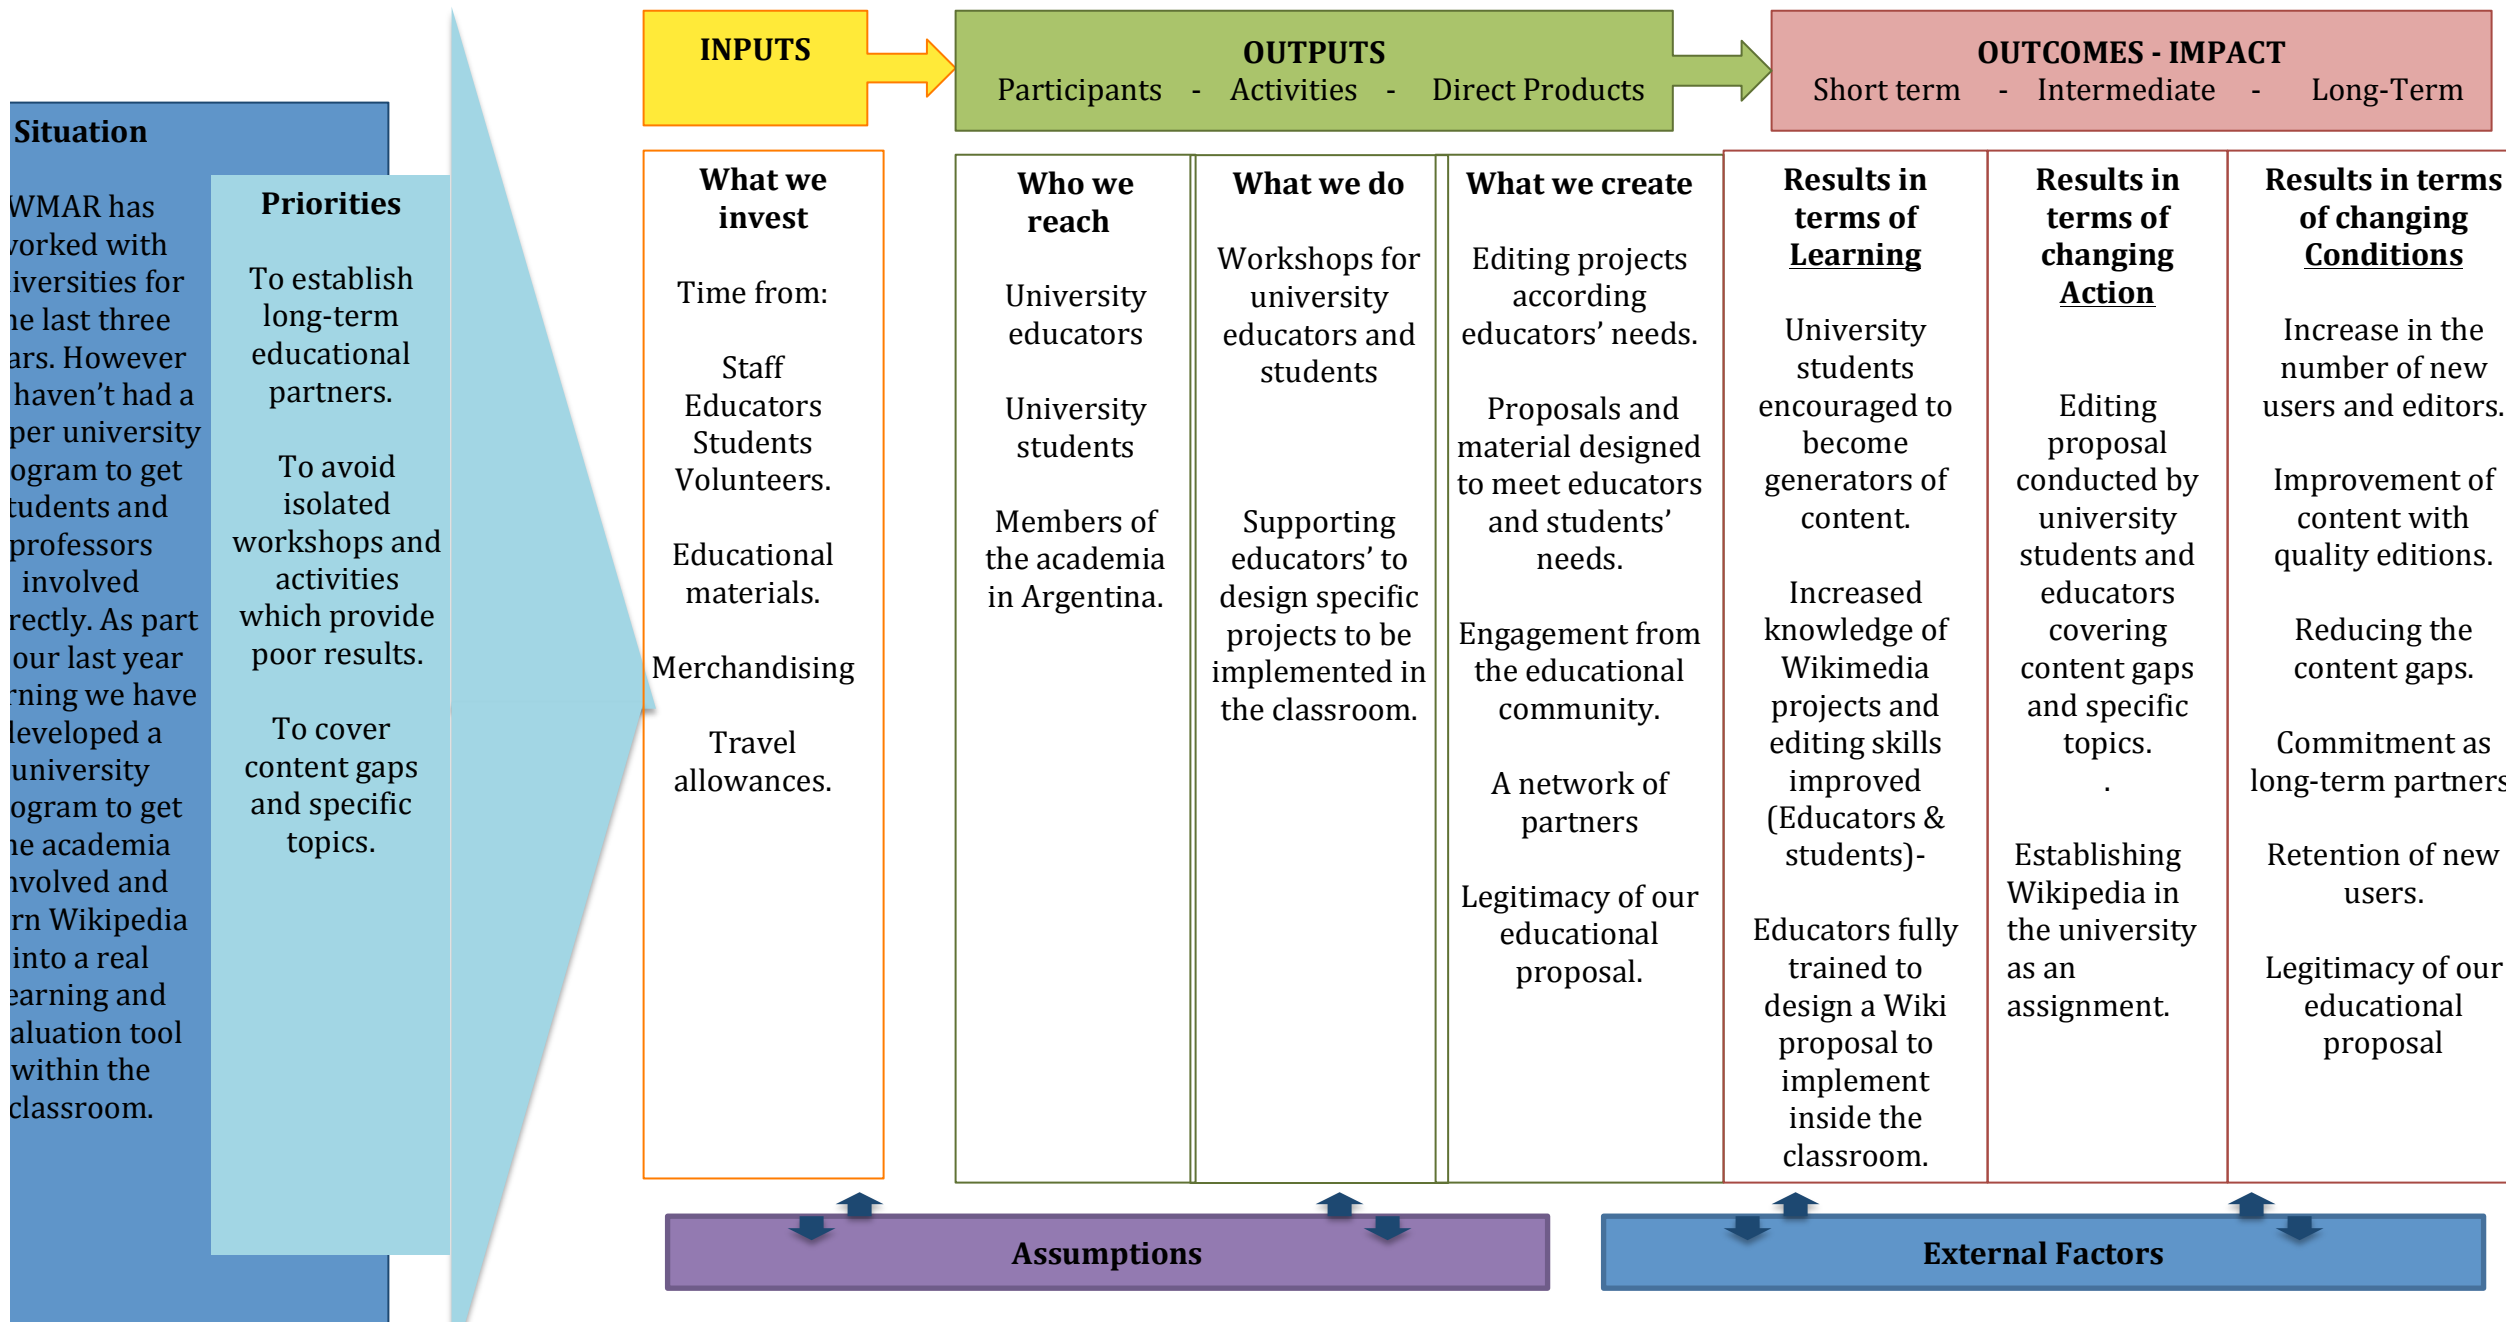 INPUTS
OUTPUTS
Participants - Activities - Direct Products
OUTCOMES - IMPACT
Short term - Intermediate - Long-Term
Situation
WMAR has
orked with
iversities for
e last three
ars. However
haven’t had a
per university
ogram to get
tudents and
professors
involved
rectly. As part
our last year
rning we have
developed a
university
ogram to get
e academia
nvolved and
rn Wikipedia
into a real
earning and
aluation tool
within the
classroom.
Priorities
To establish
long-term
educational
partners.
To avoid
isolated
workshops and
activities
which provide
poor results.
To cover
content gaps
and specific
topics.
What we
invest
Time from:
Staff
Educators
Students
Volunteers.
Educational
materials.
Merchandising
Travel
allowances.
Who we
reach
University
educators
University
students
Members of
the academia
in Argentina.
What we do
Workshops for
university
educators and
students
Supporting
educators’ to
design specific
projects to be
implemented in
the classroom.
What we create
Editing projects
according
educators’ needs.
Proposals and
material designed
to meet educators
and students’
needs.
Engagement from
the educational
community.
A network of
partners
Legitimacy of our
educational
proposal.
Results in
terms of
Learning
University
students
encouraged to
become
generators of
content.
Increased
knowledge of
Wikimedia
projects and
editing skills
improved
(Educators &
students)-
Educators fully
trained to
design a Wiki
proposal to
implement
inside the
classroom.
Results in
terms of
changing
Action
Editing
proposal
conducted by
university
students and
educators
covering
content gaps
and specific
topics.
.
Establishing
Wikipedia in
the university
as an
assignment.
Results in terms
of changing
Conditions
Increase in the
number of new
users and editors.
Improvement of
content with
quality editions.
Reducing the
content gaps.
Commitment as
long-term partners
Retention of new
users.
Legitimacy of our
educational
proposal
Assumptions
External Factors